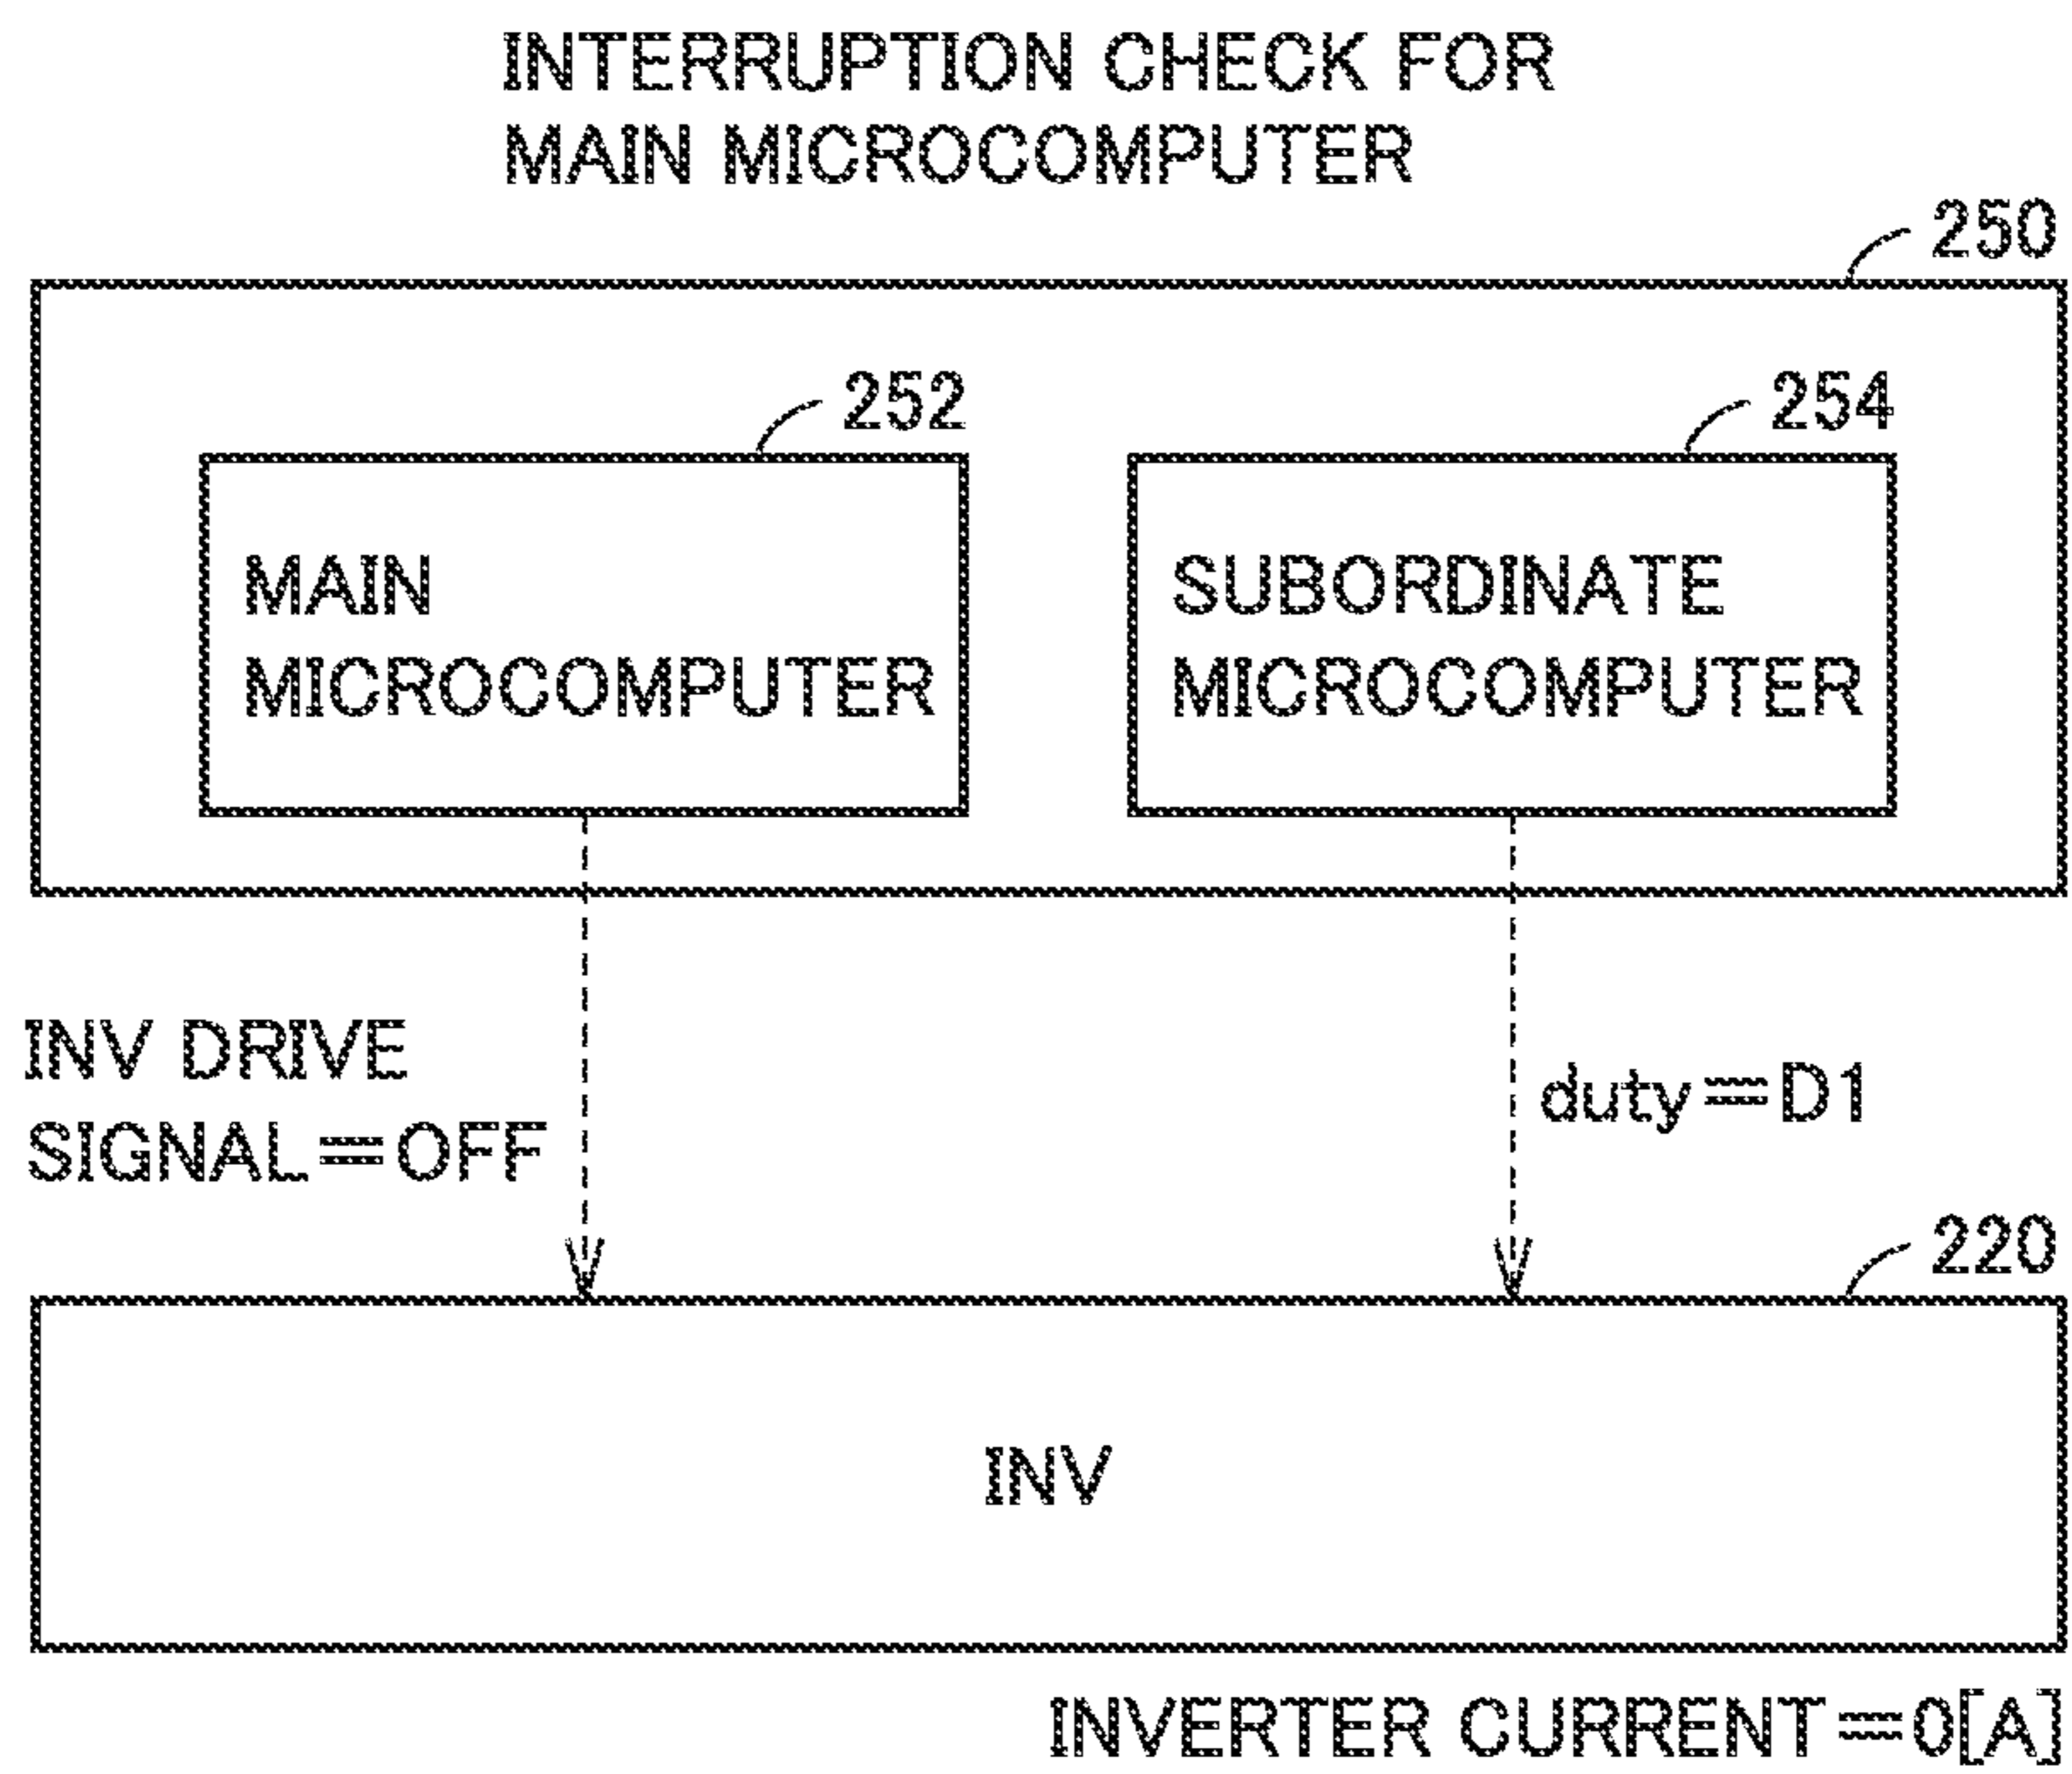 INTERRUPTION CHECK FOR
MAIN MICROCOMPUTER
250
252
254
MAIN
MICROCOMPUTER
SUBORDINATE
MICROCOMPUTER
INV DRIVE
SIGNAL=OFF
duty=D1
220
INV
INVERTER CURRENT=0[A]